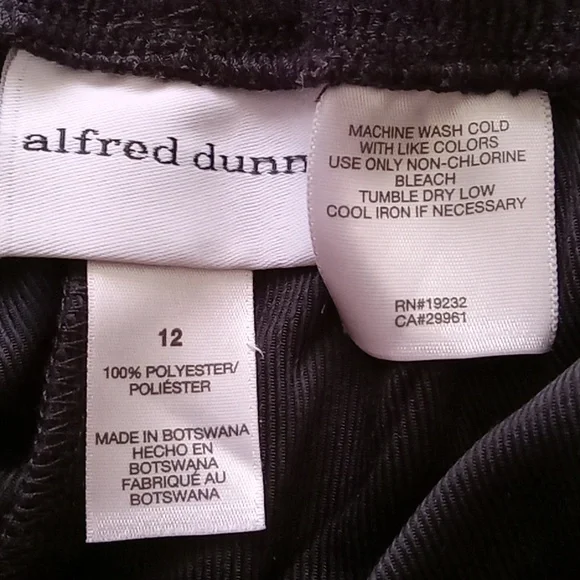 alfred dunn
MACHINE WASH COLD
WITH LIKE COLORS
USE ONLY NON-CHLORINE
BLEACH
TUMBLE DRY LOW
COOL IRON IF NECESSARY
RN#19232
CA#29961
12
100% POLYESTER/
POLIÉSTER
MADE IN BOTSWANA
HECHO EN
BOTSWANA
FABRIQUÉ AU
BOTSWANA